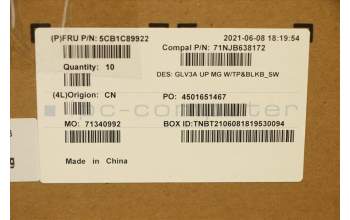 (P)FRU P/N: 5CB1C89922
2021-06-08 18:19:54
Compal P/N: 71NJB638172
Quantity: 10
DES: GLV3A UP MG W/TP&BLKB_SW
(4L)Origion: CN
PO: 4501651467
MO: 71340992
BOX ID:TNBT2106081819530094
Made in China